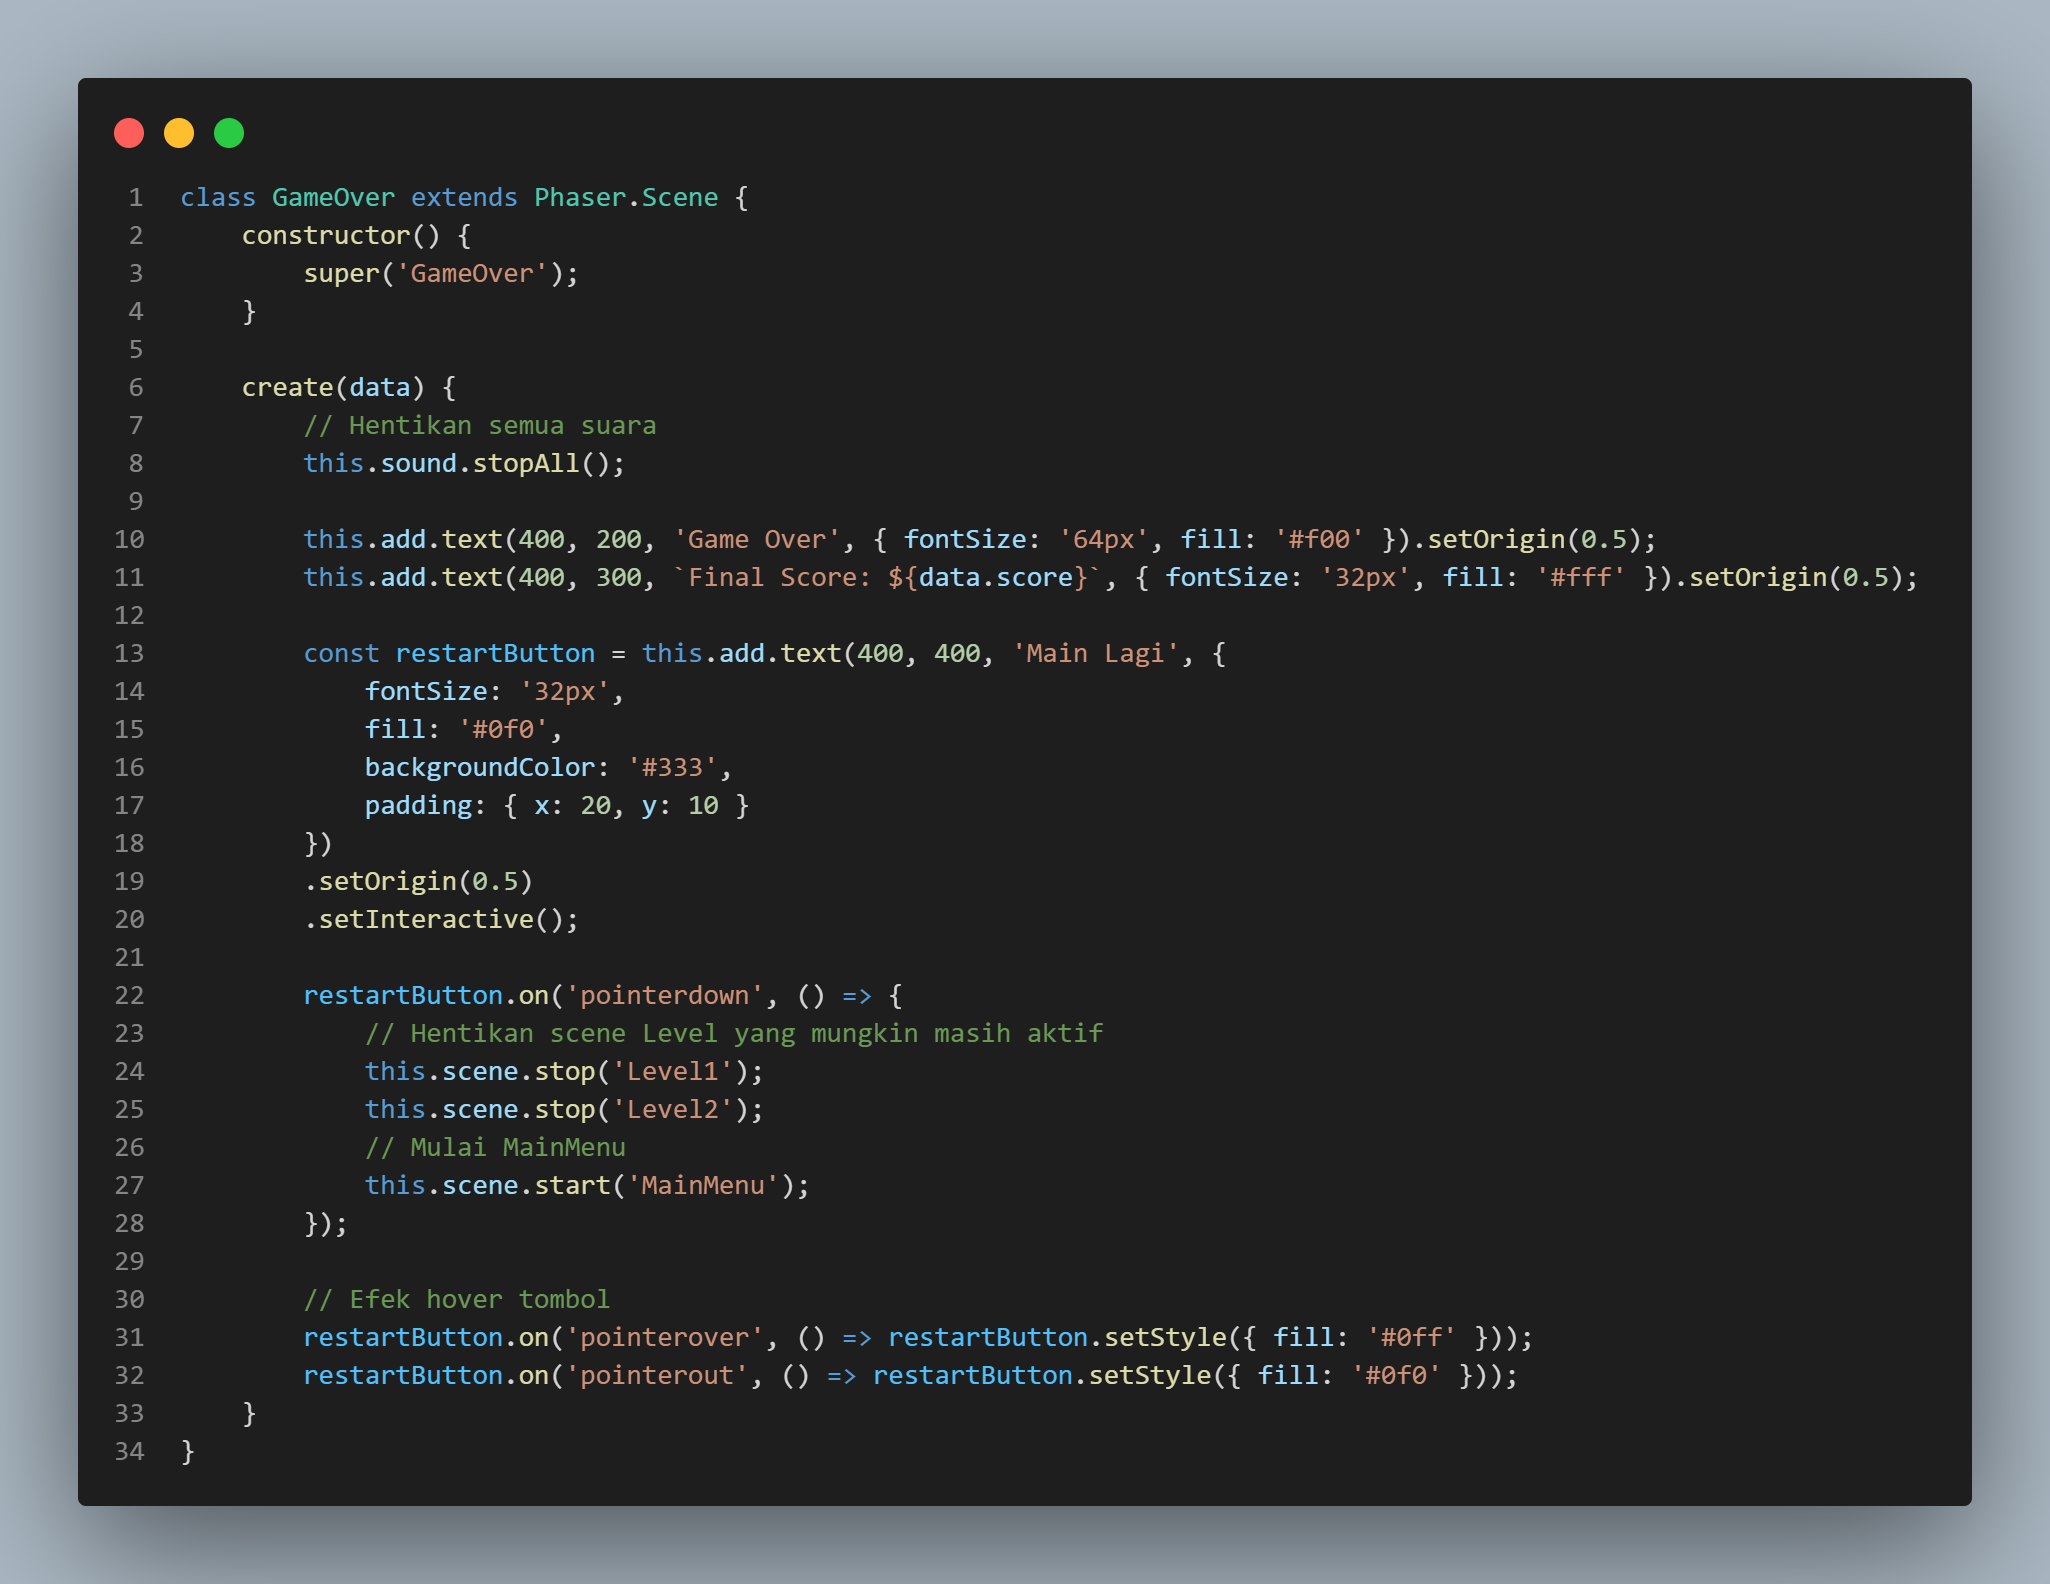 1 class GameOver extends Phaser.Scene {
2     constructor() {
3         super('GameOver');
4     }
5
6     create(data) {
7         // Hentikan semua suara
8         this.sound.stopAll();
9
10         this.add.text(400, 200, 'Game Over', { fontSize: '64px', fill: '#f00' }).setOrigin(0.5);
11         this.add.text(400, 300, `Final Score: ${data.score}`, { fontSize: '32px', fill: '#fff' }).setOrigin(0.5);
12
13         const restartButton = this.add.text(400, 400, 'Main Lagi', {
14             fontSize: '32px',
15             fill: '#0f0',
16             backgroundColor: '#333',
17             padding: { x: 20, y: 10 }
18         })
19         .setOrigin(0.5)
20         .setInteractive();
21
22         restartButton.on('pointerdown', () => {
23             // Hentikan scene Level yang mungkin masih aktif
24             this.scene.stop('Level1');
25             this.scene.stop('Level2');
26             // Mulai MainMenu
27             this.scene.start('MainMenu');
28         });
29
30         // Efek hover tombol
31         restartButton.on('pointerover', () => restartButton.setStyle({ fill: '#0ff' }));
32         restartButton.on('pointerout', () => restartButton.setStyle({ fill: '#0f0' }));
33     }
34 }